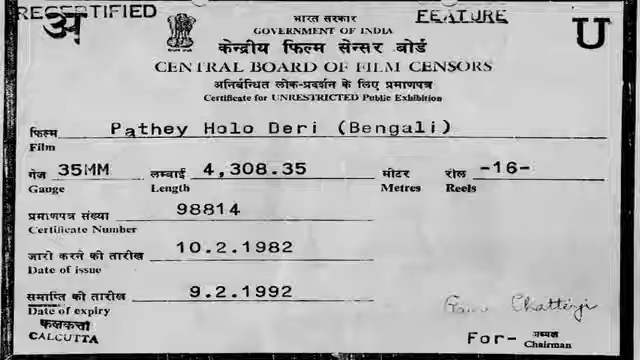 RECERTIFIED
भारत सरकार
FEATURE
अ
GOVERNMENT OF INDIA
U
केन्द्रीय फिल्म सेन्सर बोर्ड
CENTRAL BOARD OF FILM CENSORS
अनिर्बन्धित लोक-प्रदर्शन के लिए प्रमाणपत्र
Certificate for UNRESTRICTED Public Exhibition
फिल्म Pathey Holo Deri (Bengali)
Film
गेज 35MM लम्बाई 4,308.35 मीटर रील -16-
Gauge Length Metres Reels
प्रमाणपत्र संख्या 98814
Certificate Number
जारी करने की तारीख 10.2.1982
Date of issue
समाप्ति की तारीख 9.2.1992
Date of expiry
Chatterji
कलकत्ता
CALCUTTA
For- अध्यक्ष
Chairman